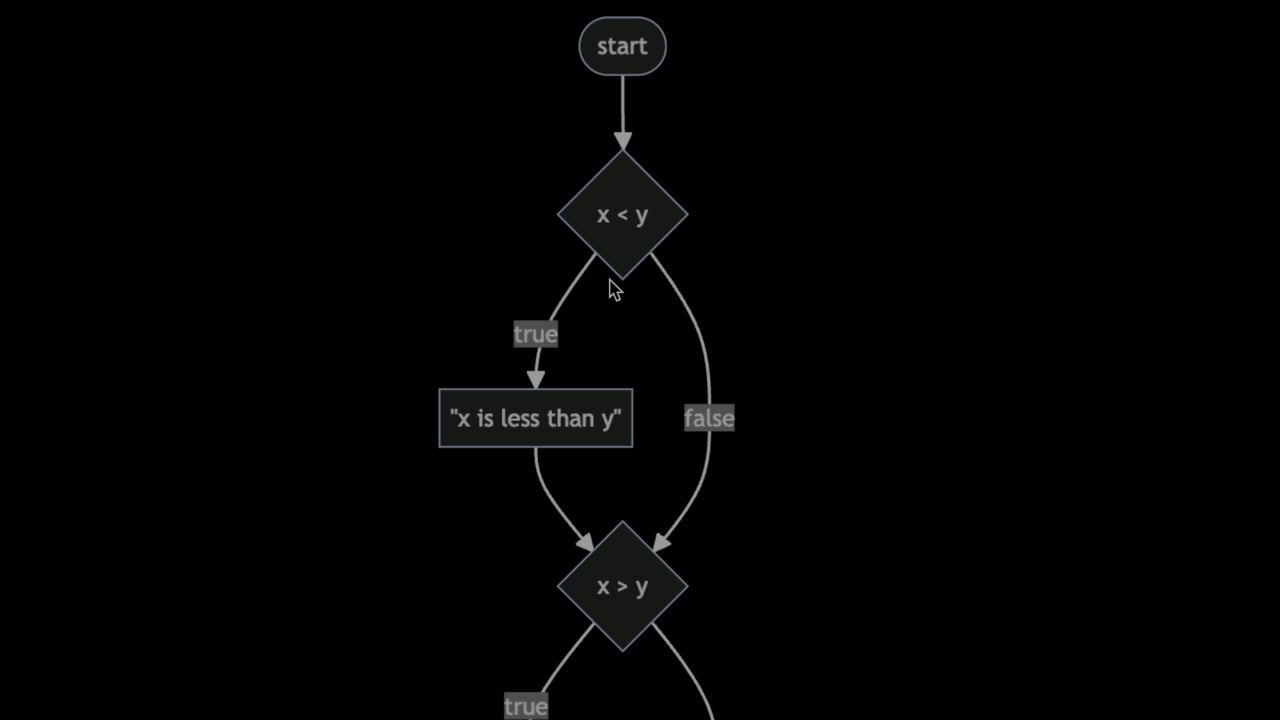 start
x < y
true
"x is less than y"
false
x > y
true